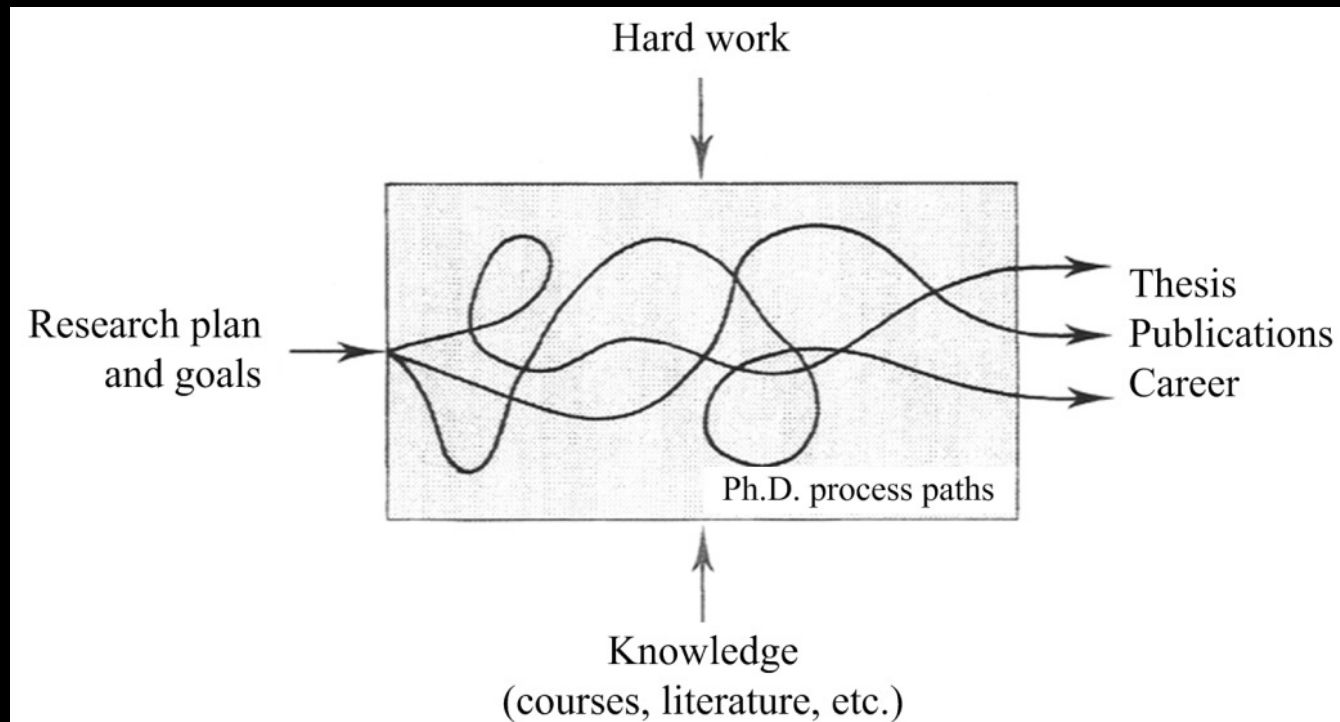 Hard work
Research plan
and goals
Thesis
Publications
Career
Ph.D. process paths
Knowledge
(courses, literature, etc.)